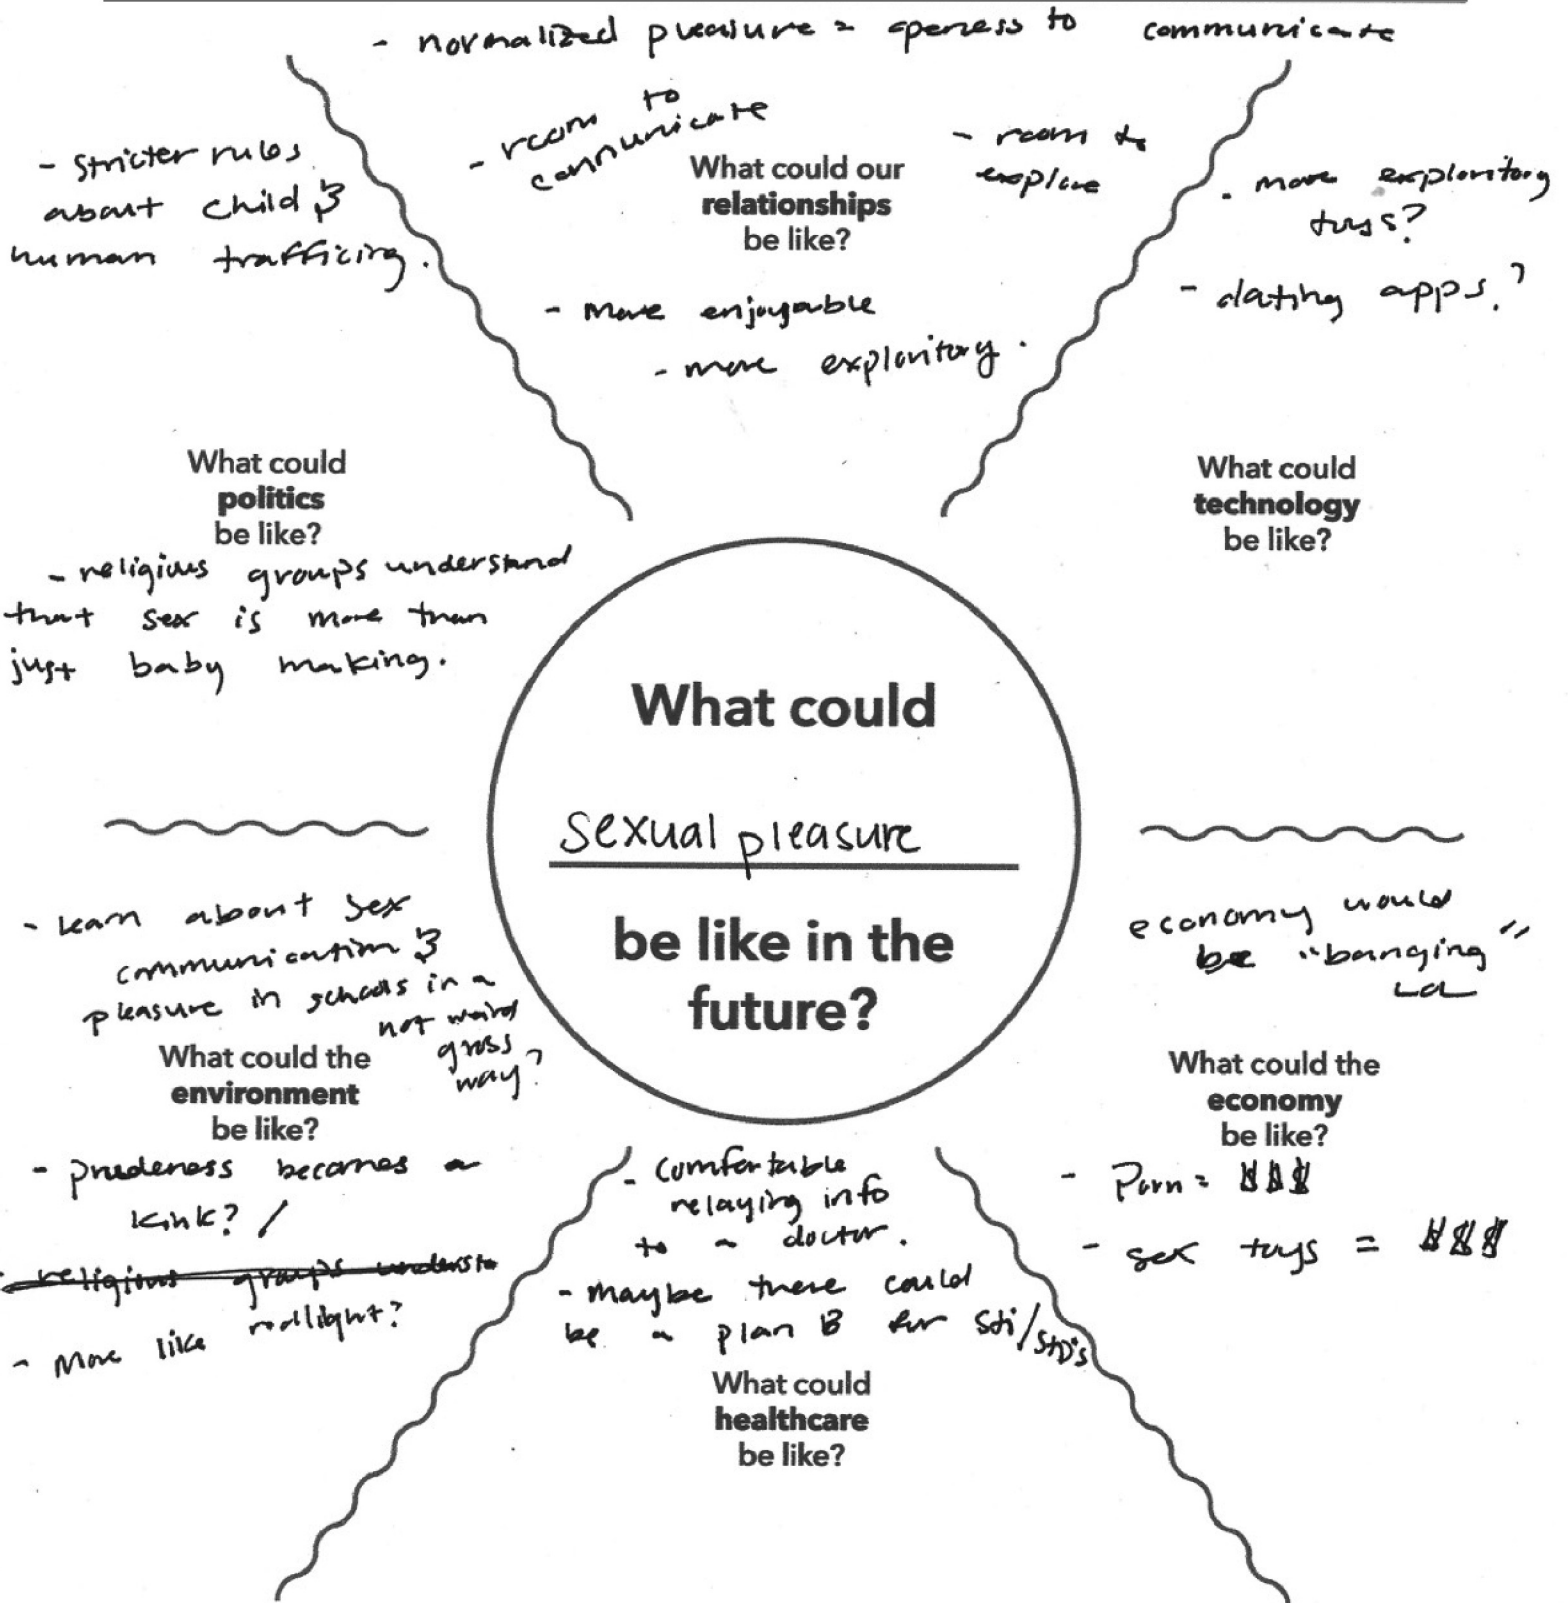 - normalized pleasure = openess to communicate
- room to
communicate
- room to
explore
What could our
relationships
be like?
- more enjoyable
- more exploritory.
- stricter rules
about child &
human trafficing.
What could
politics
be like?
- religious groups understand
that sex is more than
just baby making.
- more exploritory
toys?
- dating apps?
What could
technology
be like?
What could
sexual pleasure
be like in the
future?
- learn about sex
communication &
pleasure in schools in a
not weird
gross
way?
What could the
environment
be like?
- prudeness becomes a
kink? /
- religious groups underst
- More like redlight?
economy would
be "banging"
LOL
What could the
economy
be like?
- Porn = $$$
- sex toys = $$$
- comfortable
relaying info
to a doctor.
- maybe there could
be a plan B for sti/STD's
What could
healthcare
be like?